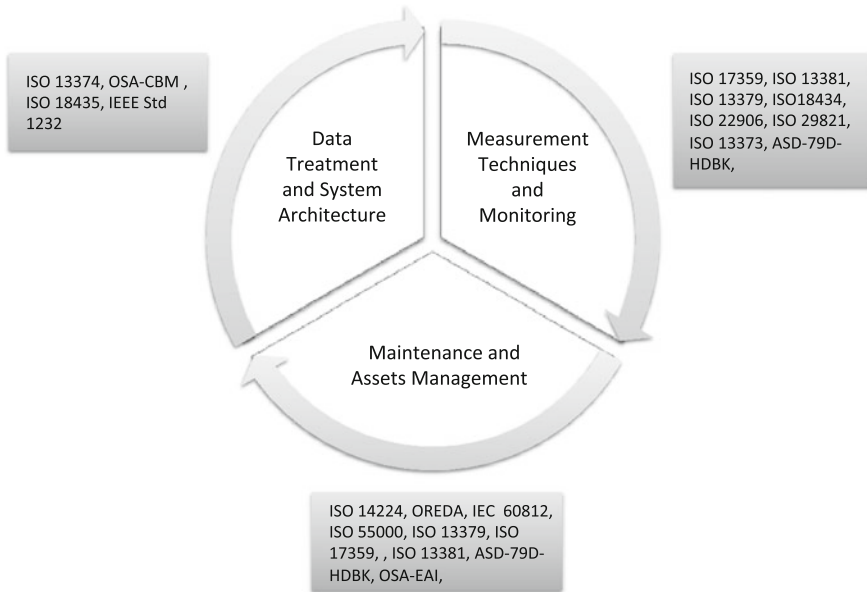 ISO 13374, OSA-CBM ,
ISO 18435, IEEE Std
1232
Data
Treatment
and System
Architecture
Measurement
Techniques
and
Monitoring
ISO 17359, ISO 13381,
ISO 13379, ISO18434,
ISO 22906, ISO 29821,
ISO 13373, ASD-79D-
HDBK,
Maintenance and
Assets Management
ISO 14224, OREDA, IEC 60812,
ISO 55000, ISO 13379, ISO
17359, , ISO 13381, ASD-79D-
HDBK, OSA-EAI,